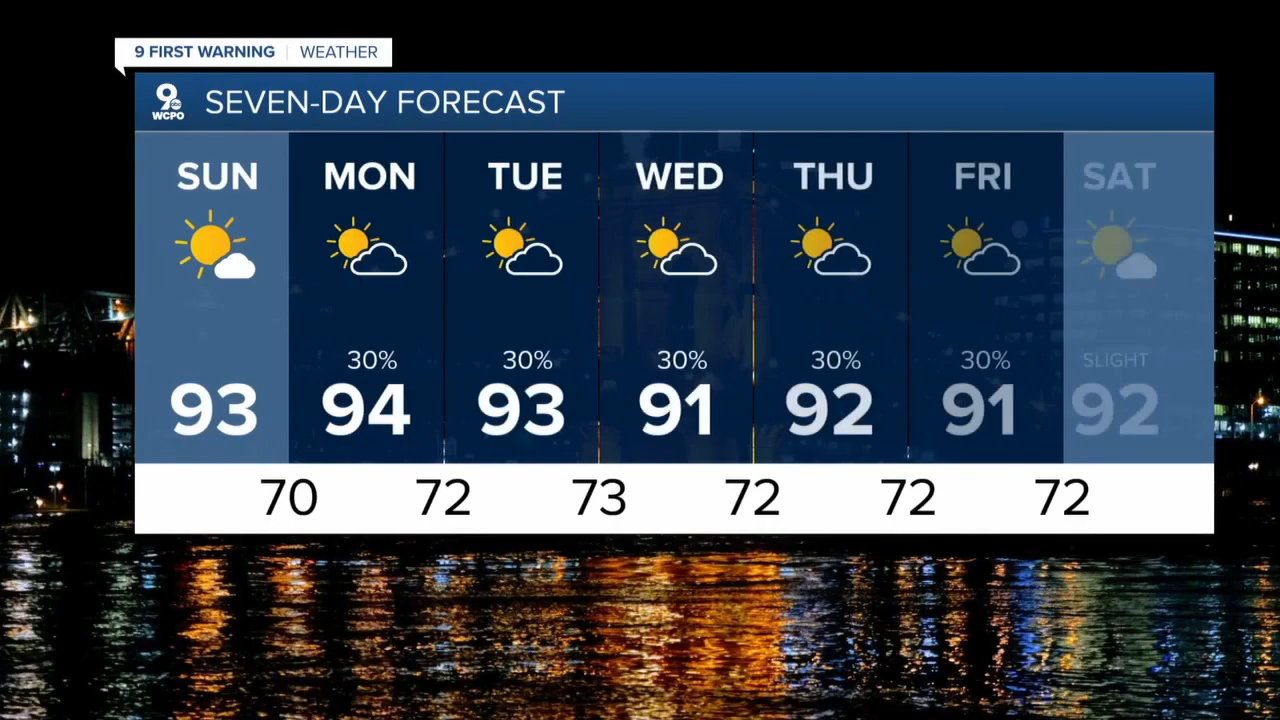 9 FIRST WARNING | WEATHER
9 abc
WCPO
SEVEN-DAY FORECAST
SUN MON TUE WED THU FRI SAT
30% 30% 30% 30% 30% SLIGHT
93 94 93 91 92 91 92
70 72 73 72 72 72